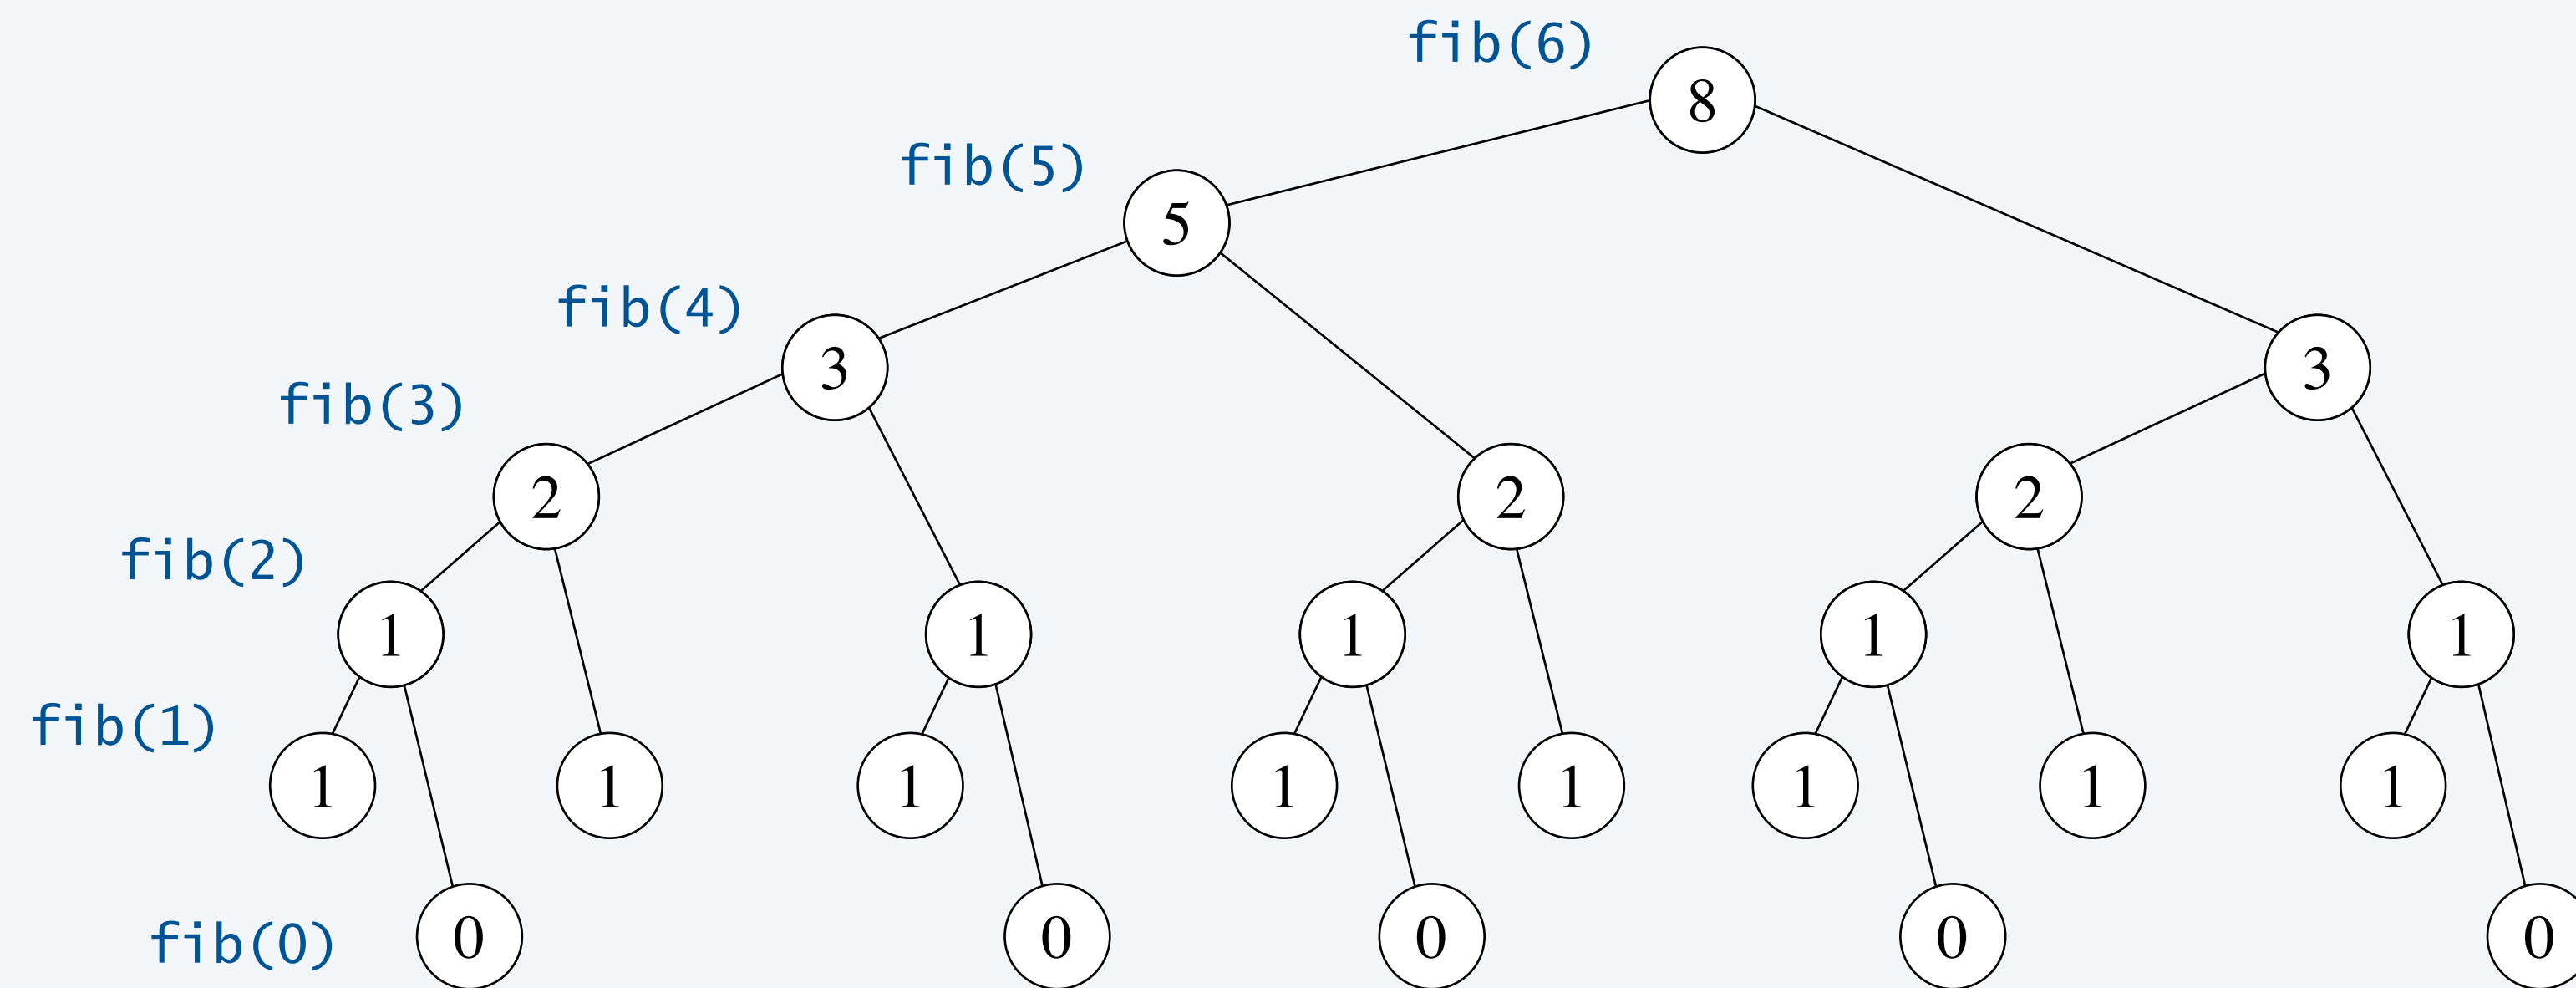 fib(6) 8
fib(5) 5
fib(4) 3 3
fib(3) 2 2 2
fib(2) 1 1 1 1 1
fib(1) 1 1 1 1 1 1 1 1
fib(0) 0 0 0 0 0